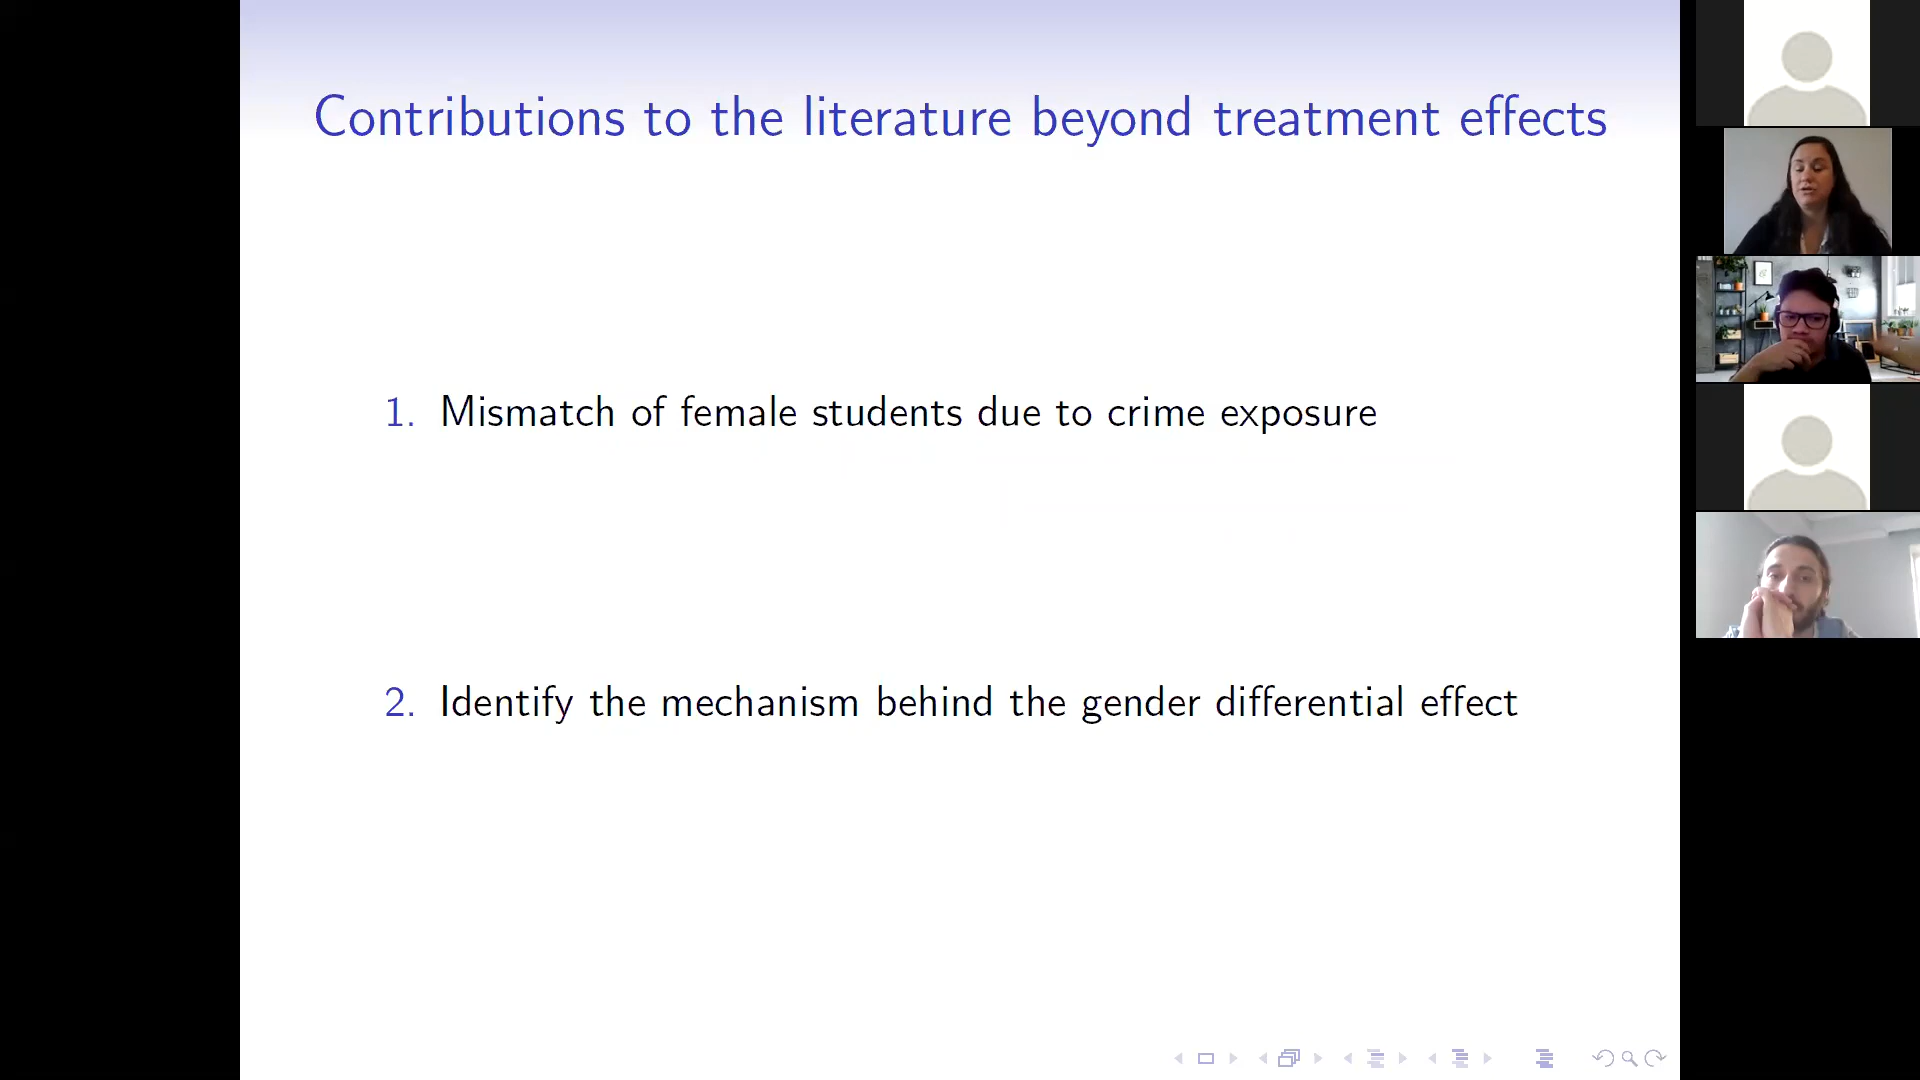 Contributions to the literature beyond treatment effects
1. Mismatch of female students due to crime exposure
2. Identify the mechanism behind the gender differential effect